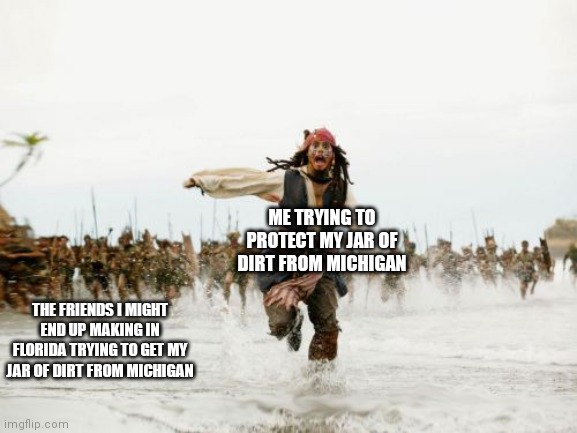 ME TRYING TO
PROTECT MY JAR OF
DIRT FROM MICHIGAN
THE FRIENDS I MIGHT
END UP MAKING IN
FLORIDA TRYING TO GET MY
JAR OF DIRT FROM MICHIGAN
imgflip.com